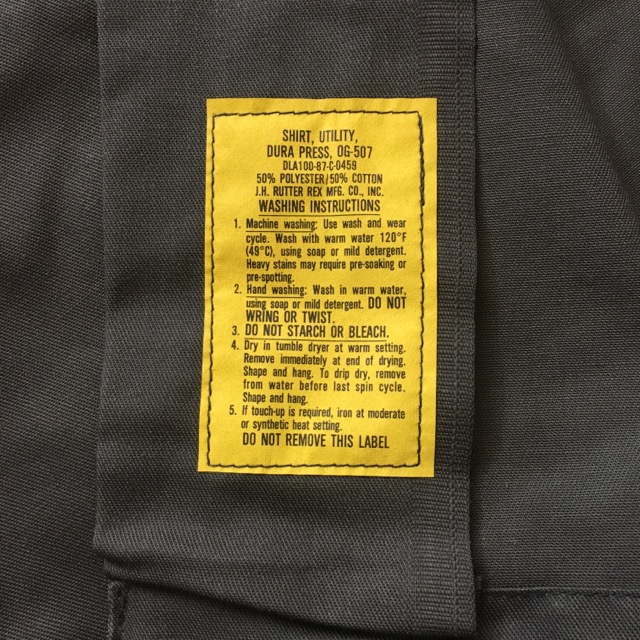 SHIRT, UTILITY,
DURA PRESS, OG-507
DLA100-87-C-0459
50% POLYESTER/50% COTTON
J.H. RUTTER REX MFG. CO., INC.
WASHING INSTRUCTIONS
1. Machine washing: Use wash and wear
cycle. Wash with warm water 120°F
(49°C), using soap or mild detergent.
Heavy stains may require pre-soaking or
pre-spotting.
2. Hand washing: Wash in warm water,
using soap or mild detergent. DO NOT
WRING OR TWIST.
3. DO NOT STARCH OR BLEACH.
4. Dry in tumble dryer at warm setting.
Remove immediately at end of drying.
Shape and hang. To drip dry, remove
from water before last spin cycle.
Shape and hang.
5. If touch-up is required, iron at moderate
or synthetic heat setting.
DO NOT REMOVE THIS LABEL